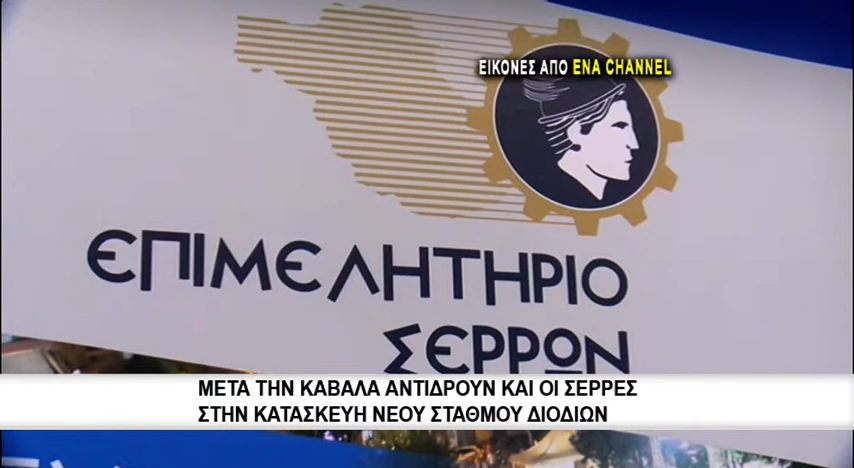 ΕΙΚΟΝΕΣ ΑΠΟ ENA CHANNEL
ΕΠΙΜΕΛΗΤΗΡΙΟ
ΣΕΡΡΩΝ
ΜΕΤΑ ΤΗΝ ΚΑΒΑΛΑ ΑΝΤΙΔΡΟΥΝ ΚΑΙ ΟΙ ΣΕΡΡΕΣ
ΣΤΗΝ ΚΑΤΑΣΚΕΥΗ ΝΕΟΥ ΣΤΑΘΜΟΥ ΔΙΟΔΙΩΝ